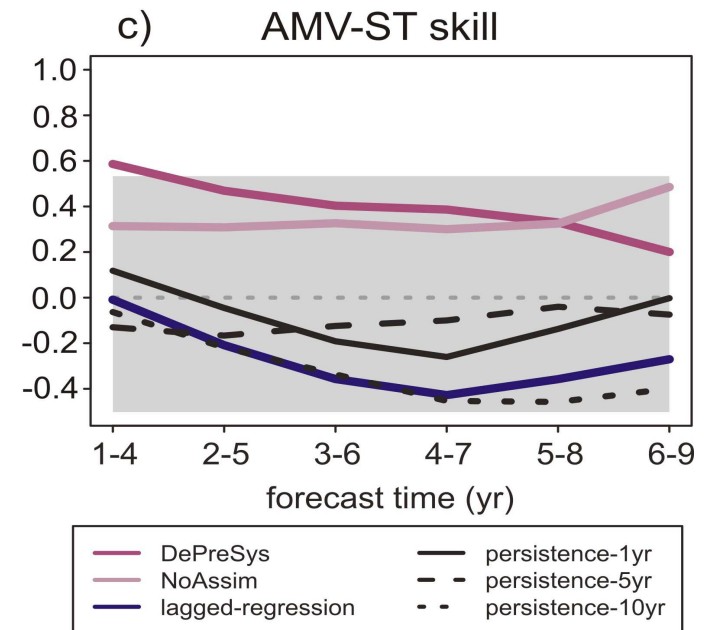 c) AMV-ST skill
1.0
0.8
0.6
0.4
0.2
0.0
-0.2
-0.4
1-4 2-5 3-6 4-7 5-8 6-9
forecast time (yr)
DePreSys persistence-1yr
NoAssim persistence-5yr
lagged-regression persistence-10yr